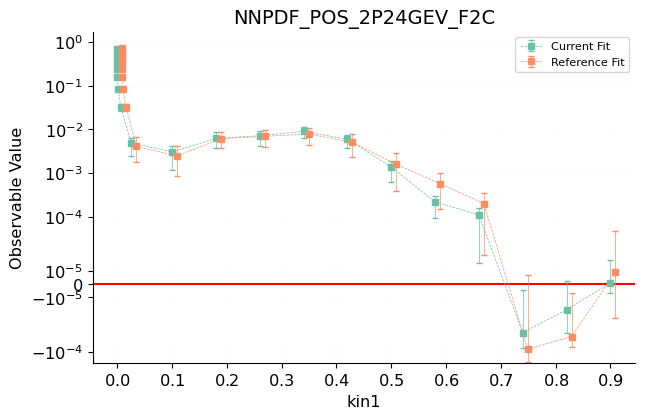 NNPDF_POS_2P24GEV_F2C
Current Fit
Reference Fit
Observable Value
10⁰
10⁻¹
10⁻²
10⁻³
10⁻⁴
10⁻⁵
0
−10⁻⁵
−10⁻⁴
0.0 0.1 0.2 0.3 0.4 0.5 0.6 0.7 0.8 0.9
kin1